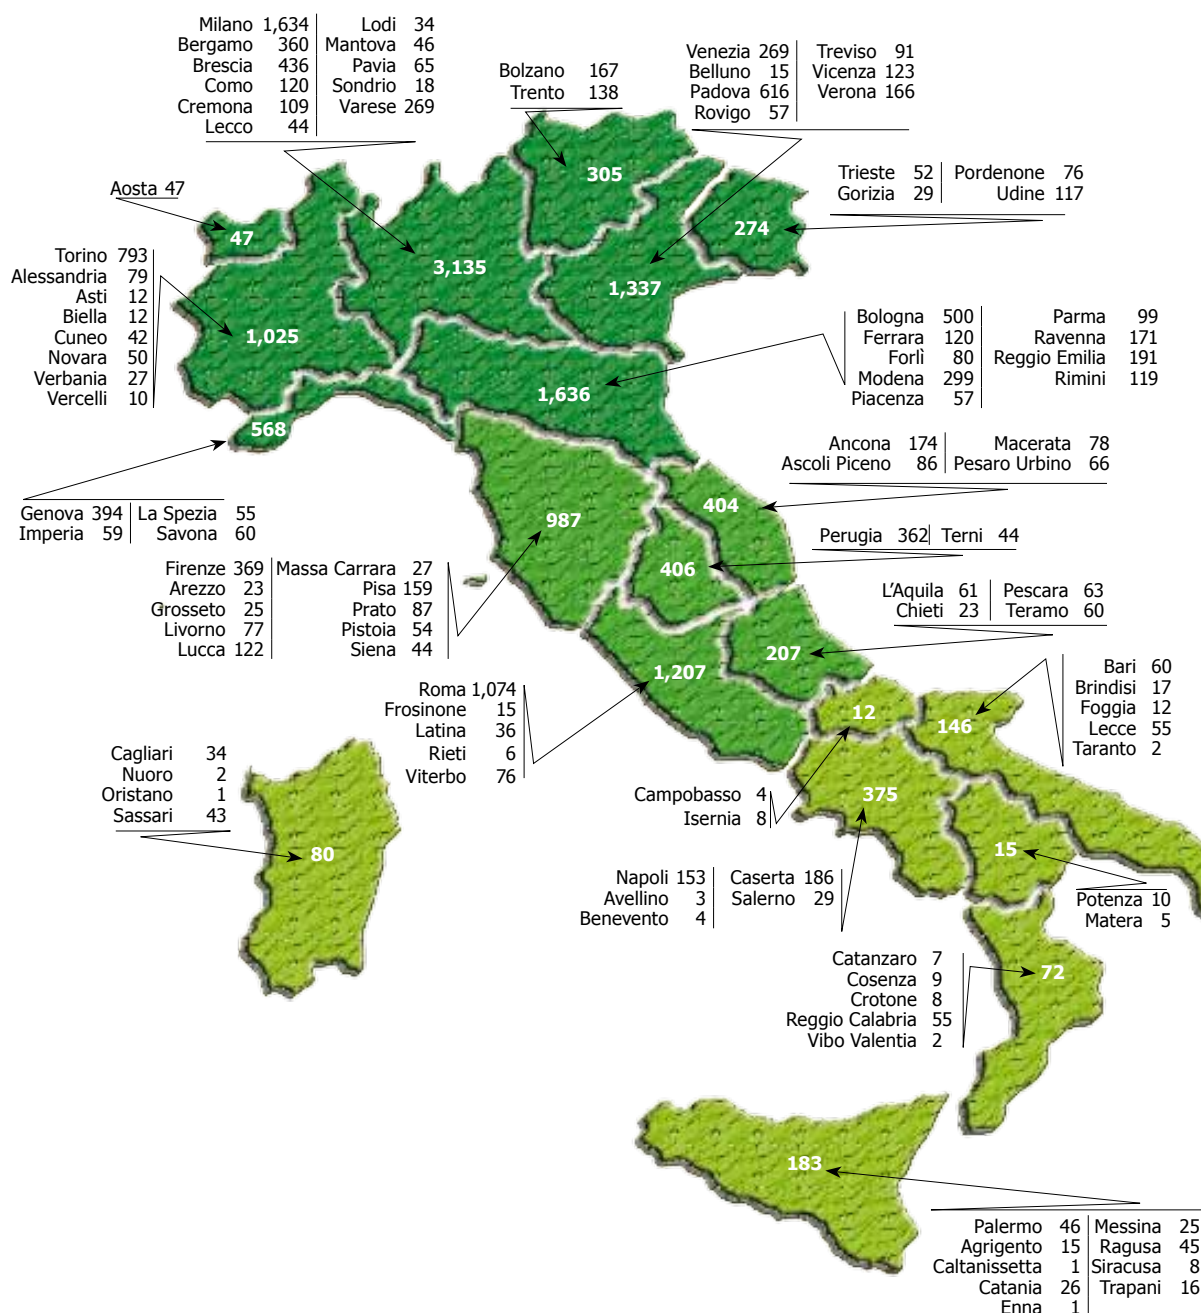 Milano 1,634 Lodi 34
Bergamo 360 Mantova 46
Brescia 436 Pavia 65
Como 120 Sondrio 18
Cremona 109 Varese 269
Lecco 44
Bolzano 167
Trento 138
Venezia 269 Treviso 91
Belluno 15 Vicenza 123
Padova 616 Verona 166
Rovigo 57
Trieste 52 Pordenone 76
Gorizia 29 Udine 117
Aosta 47
305
274
47
3,135
1,337
Torino 793
Alessandria 79
Asti 12
Biella 12
Cuneo 42
Novara 50
Verbania 27
Vercelli 10
1,025
Bologna 500 Parma 99
Ferrara 120 Ravenna 171
Forlì 80 Reggio Emilia 191
Modena 299 Rimini 119
Piacenza 57
1,636
568
Ancona 174 Macerata 78
Ascoli Piceno 86 Pesaro Urbino 66
404
Genova 394 La Spezia 55
Imperia 59 Savona 60
987
Perugia 362 Terni 44
406
Firenze 369 Massa Carrara 27
Arezzo 23 Pisa 159
Grosseto 25 Prato 87
Livorno 77 Pistoia 54
Lucca 122 Siena 44
L'Aquila 61 Pescara 63
Chieti 23 Teramo 60
207
1,207
Roma 1,074
Frosinone 15
Latina 36
Rieti 6
Viterbo 76
Bari 60
Brindisi 17
Foggia 12
Lecce 55
Taranto 2
12
146
Cagliari 34
Nuoro 2
Oristano 1
Sassari 43
80
Campobasso 4
Isernia 8
375
15
Napoli 153 Caserta 186
Avellino 3 Salerno 29
Benevento 4
Potenza 10
Matera 5
Catanzaro 7
Cosenza 9
Crotone 8
Reggio Calabria 55
Vibo Valentia 2
72
183
Palermo 46 Messina 25
Agrigento 15 Ragusa 45
Caltanissetta 1 Siracusa 8
Catania 26 Trapani 16
Enna 1